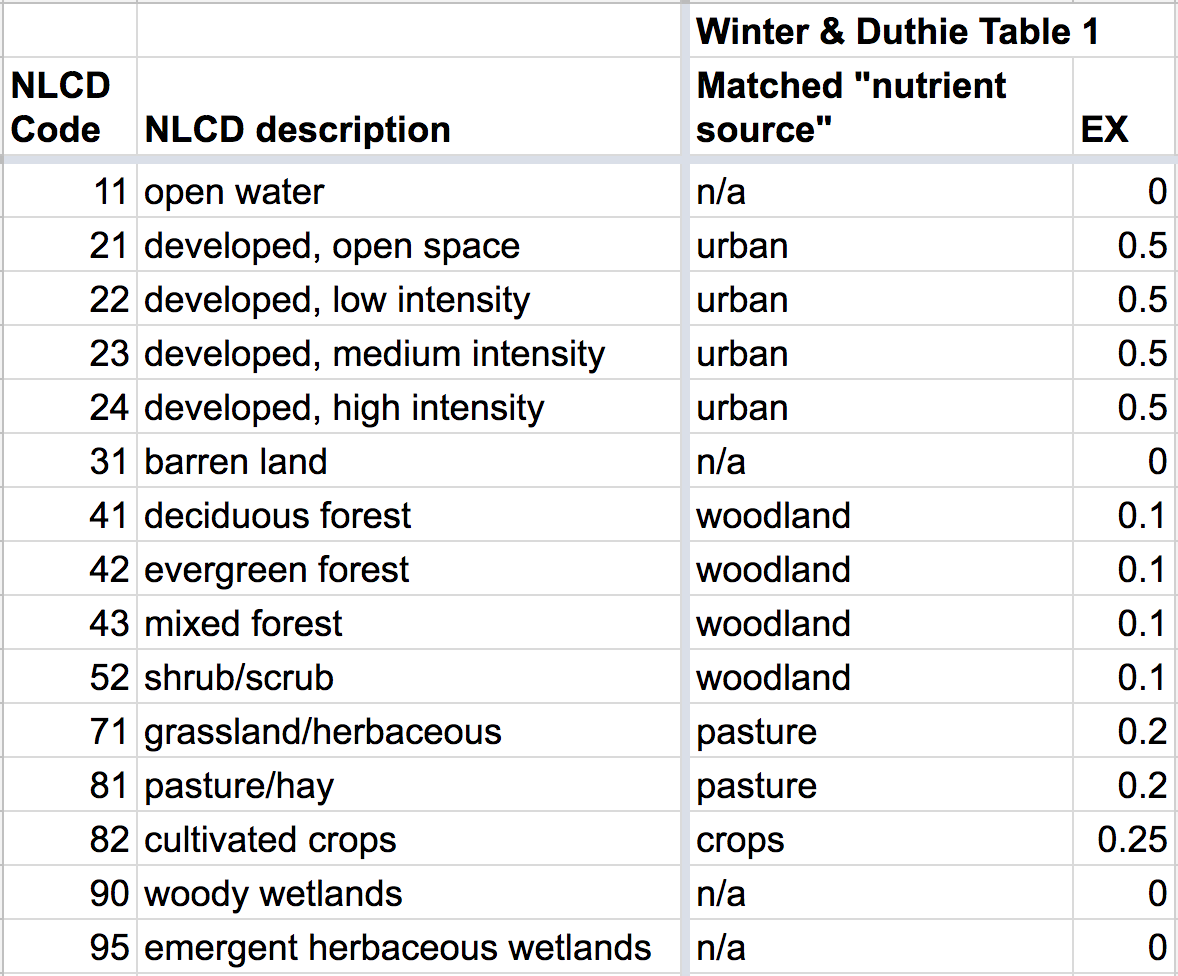 Winter & Duthie Table 1
NLCD Code NLCD description Matched "nutrient source" EX
11 open water n/a 0
21 developed, open space urban 0.5
22 developed, low intensity urban 0.5
23 developed, medium intensity urban 0.5
24 developed, high intensity urban 0.5
31 barren land n/a 0
41 deciduous forest woodland 0.1
42 evergreen forest woodland 0.1
43 mixed forest woodland 0.1
52 shrub/scrub woodland 0.1
71 grassland/herbaceous pasture 0.2
81 pasture/hay pasture 0.2
82 cultivated crops crops 0.25
90 woody wetlands n/a 0
95 emergent herbaceous wetlands n/a 0